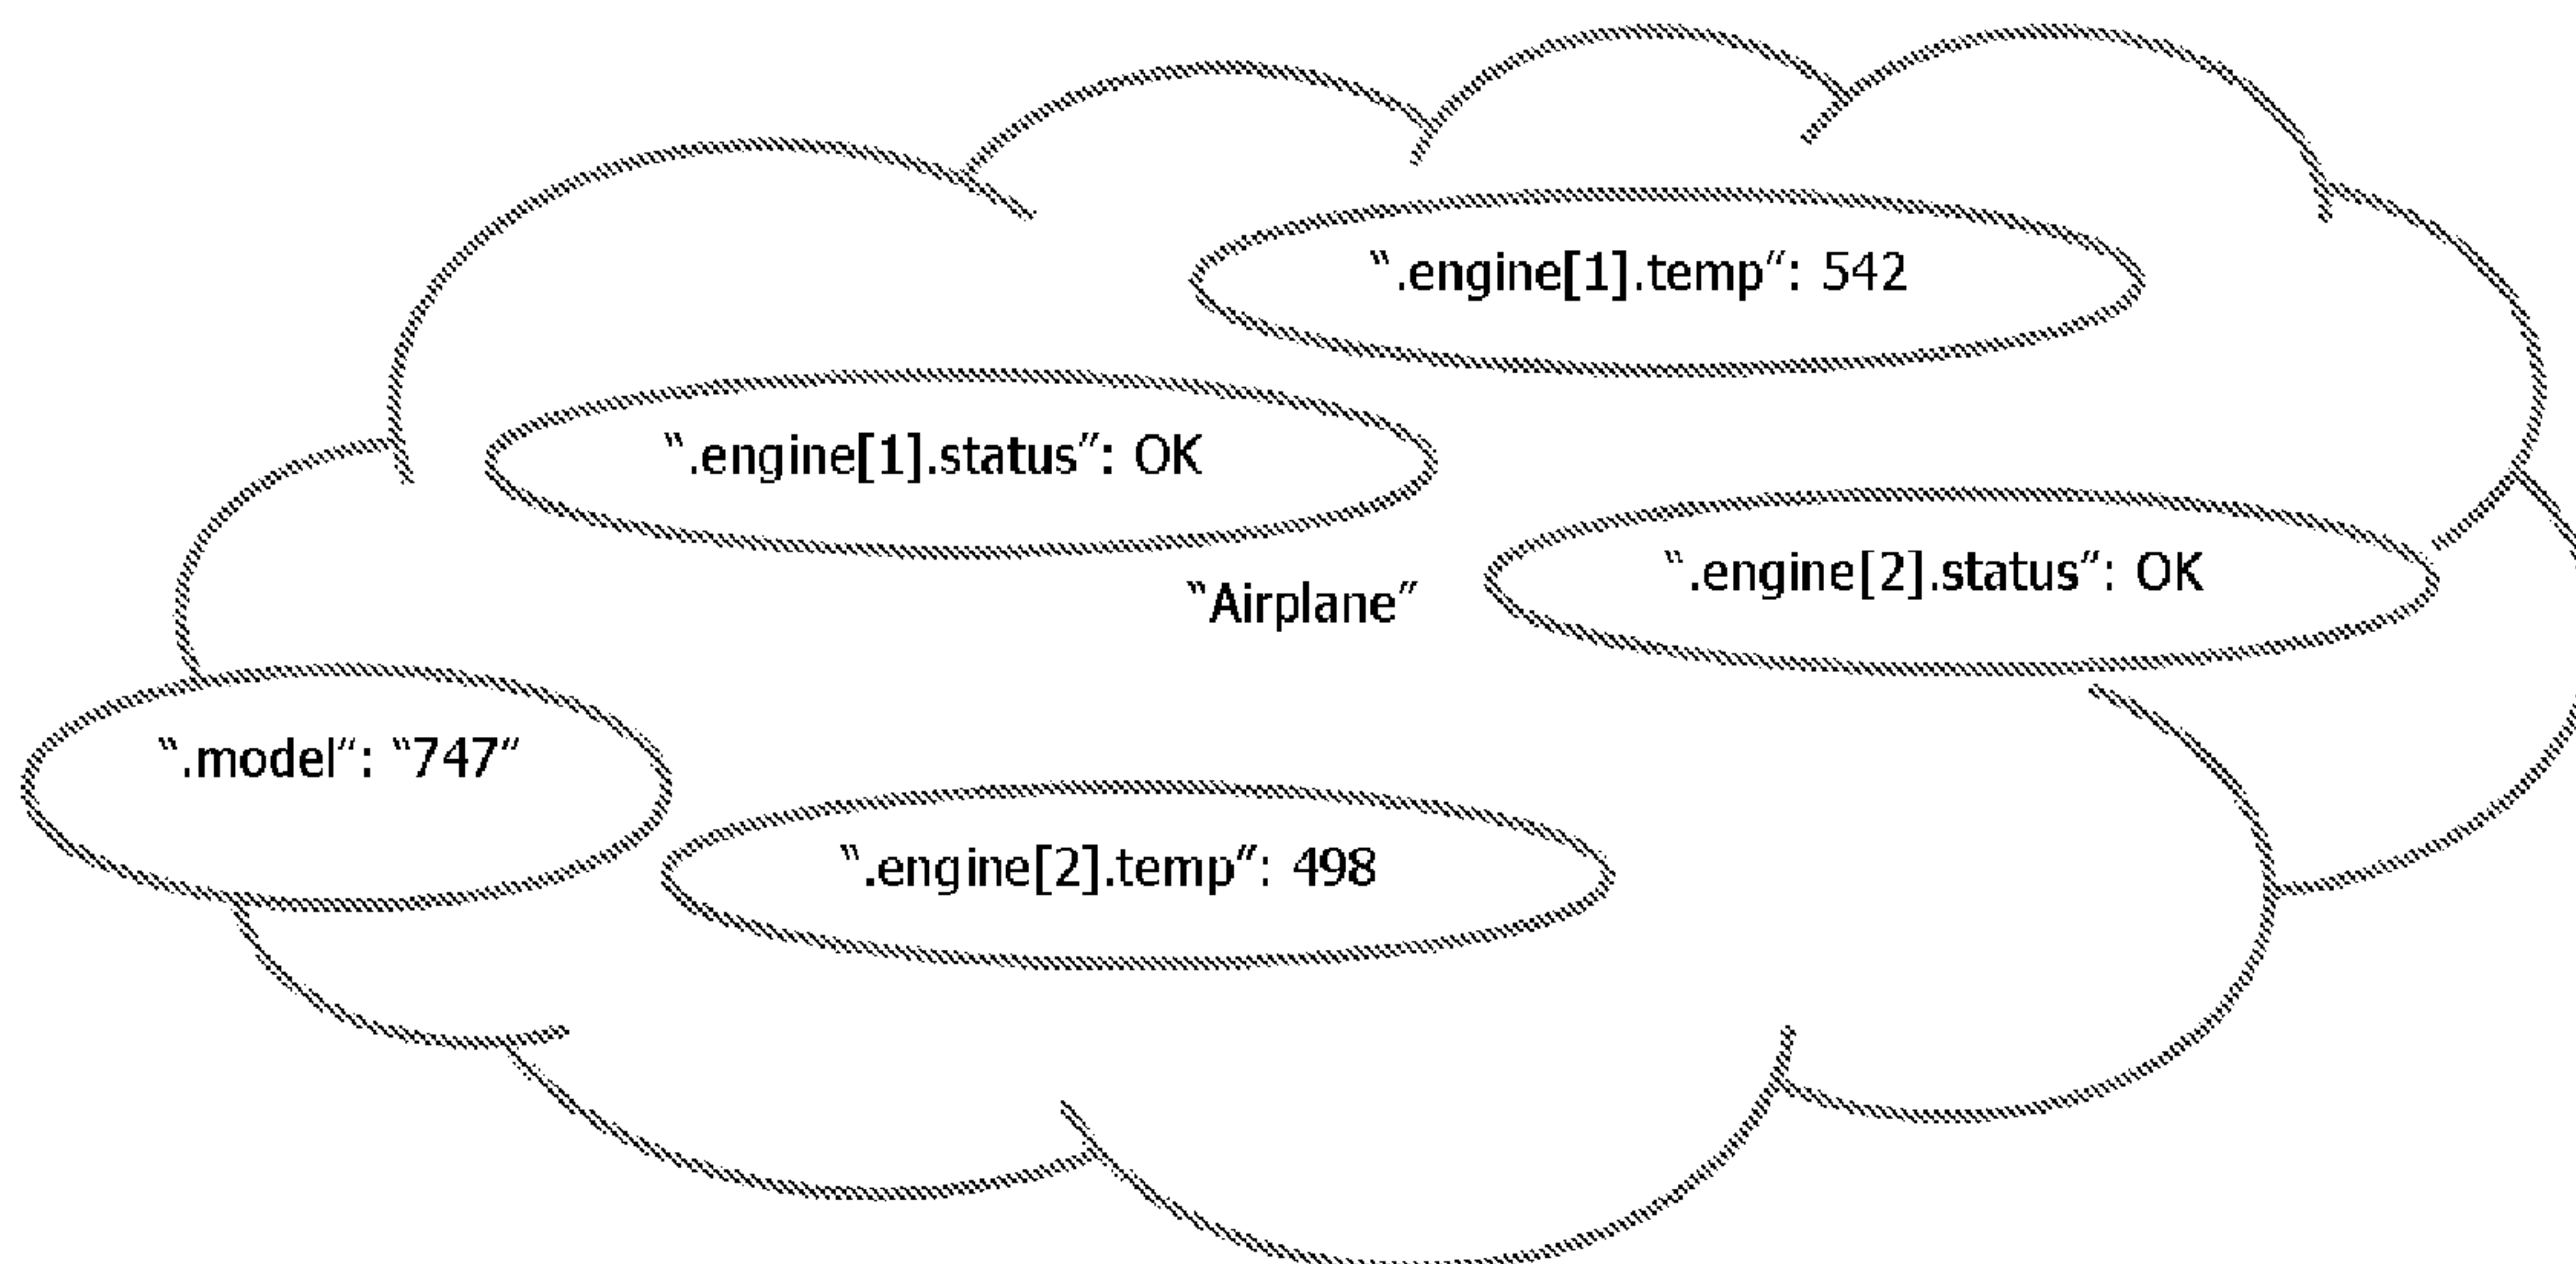 “.engine[1].temp”: 542
“.engine[1].status”: OK
“.engine[2].status”: OK
“Airplane”
“.model”: “747”
“.engine[2].temp”: 498